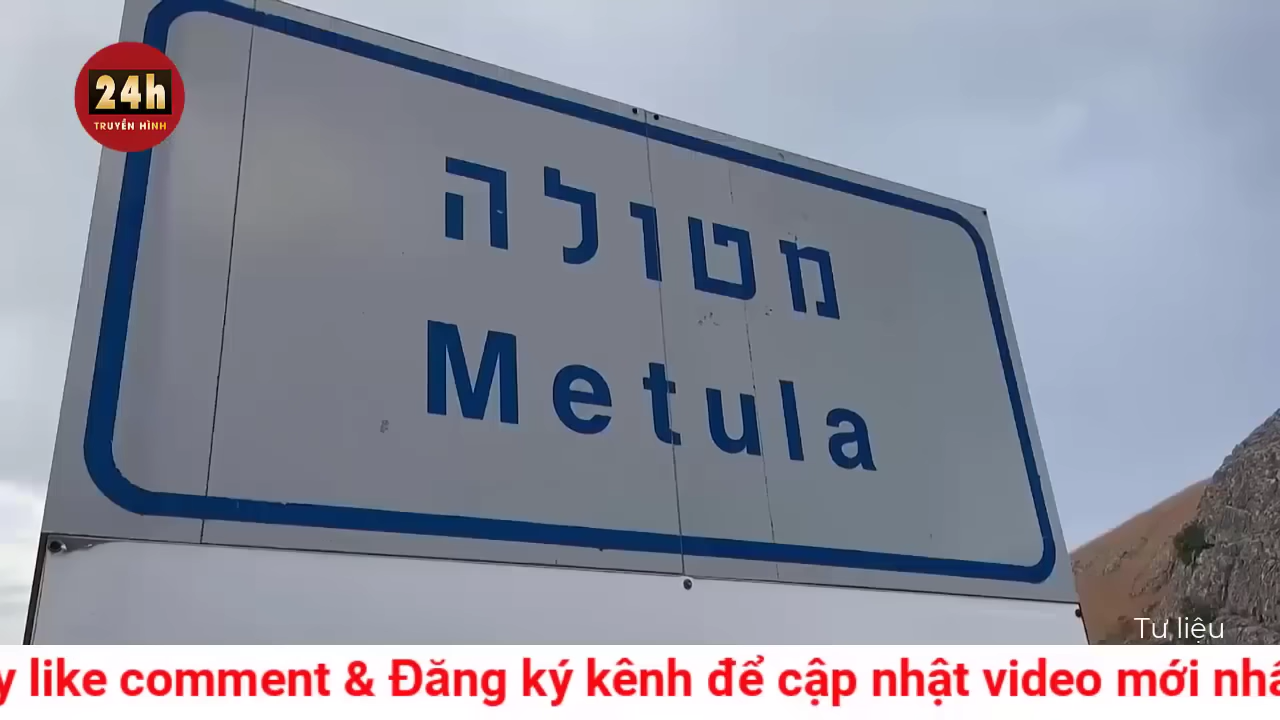 24h
TRUYỀN HÌNH
מטולה
Metula
Tư liệu
like comment & Đăng ký kênh để cập nhật video mới